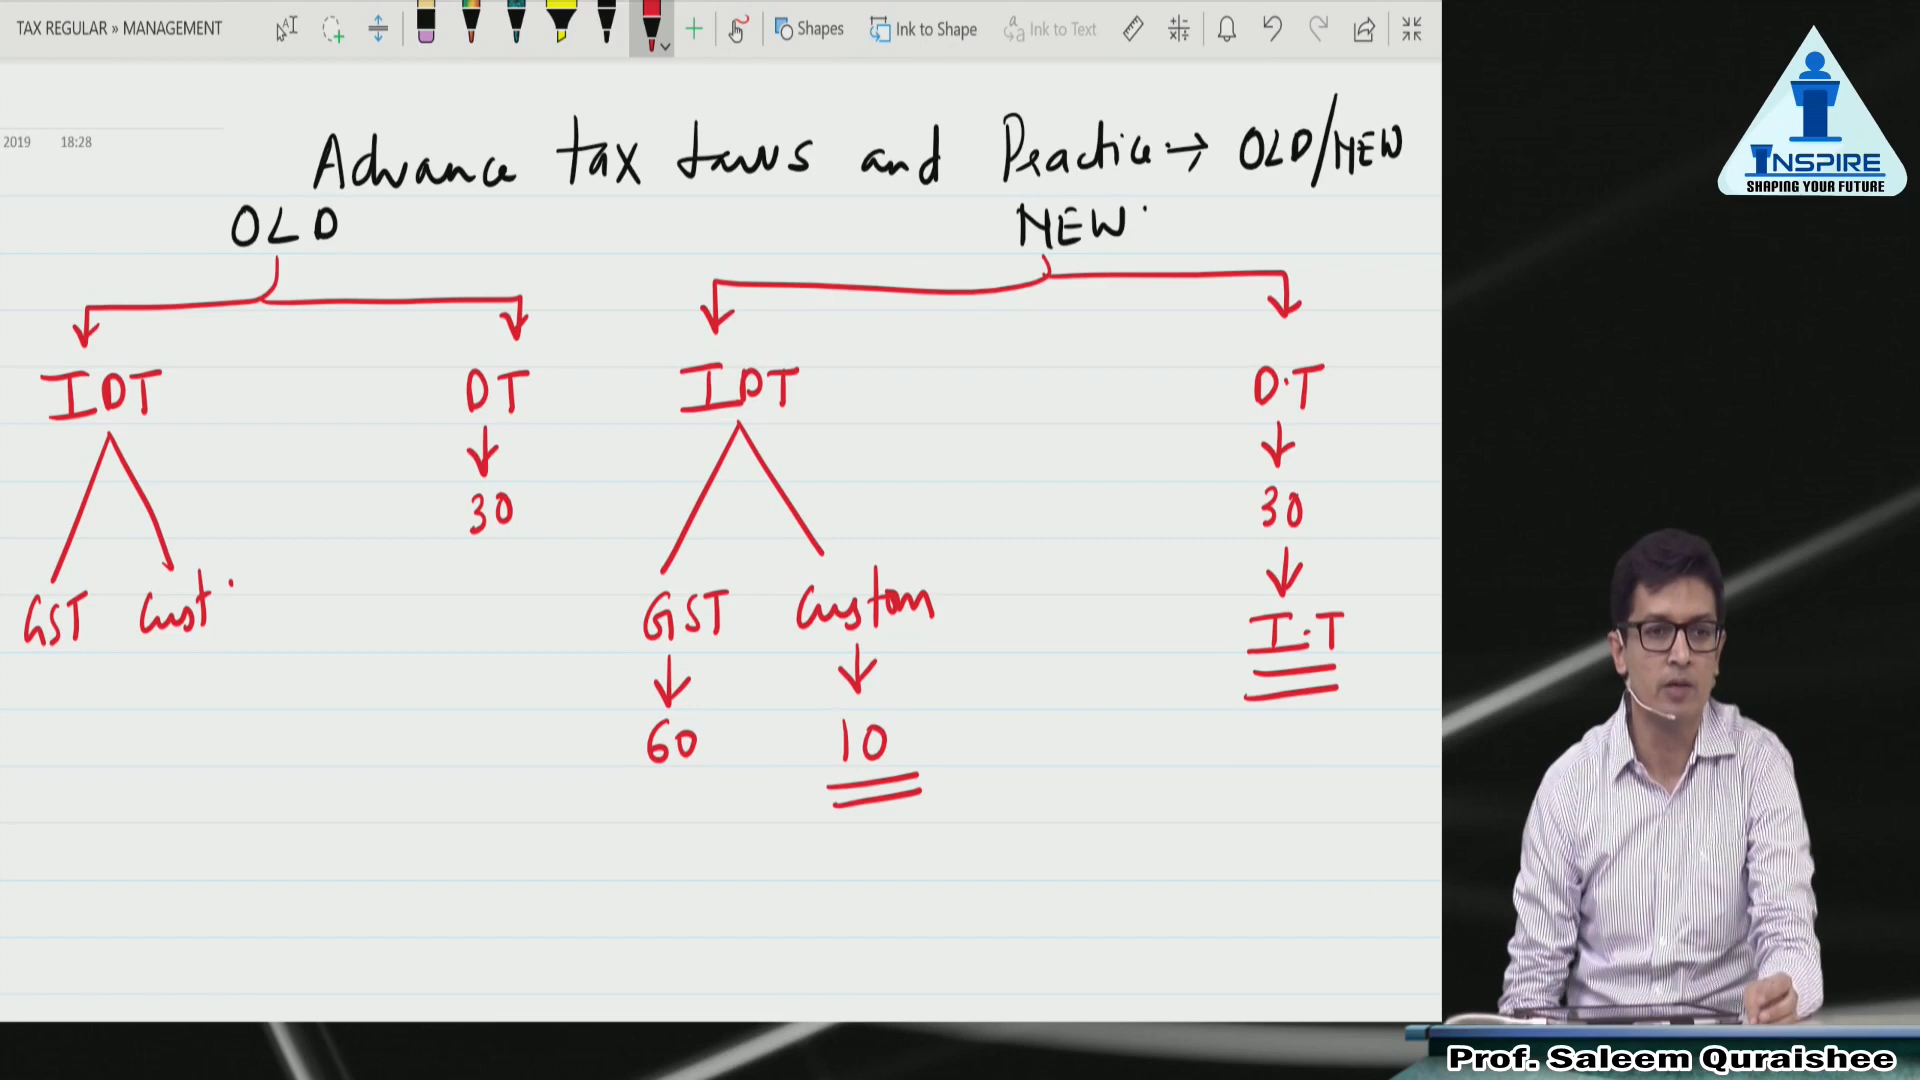 TAX REGULAR » MANAGEMENT
Shapes
Ink to Shape
Ink to Text
2019 18:28
Advance tax Laws and Practice → OLD/NEW
OLD NEW
IDT DT IDT D.T
30 30
GST Cust GST Custom I.T
60 10
INSPIRE
SHAPING YOUR FUTURE
Prof. Saleem Quraishee